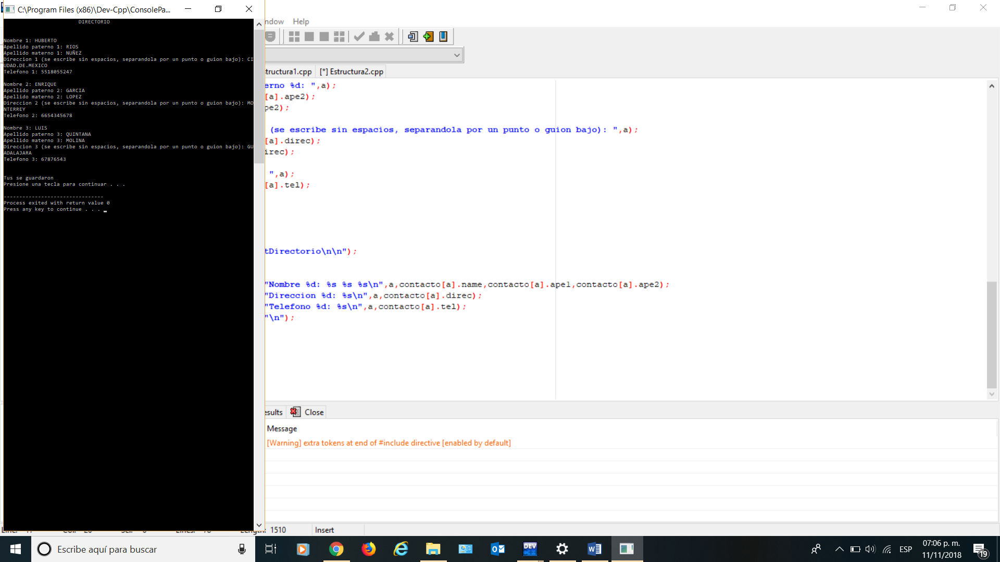 C:\Program Files (x86)\Dev-Cpp\ConsolePa...
DIRECTORIO
Nombre 1: HUBERTO
Apellido paterno 1: RIOS
Apellido materno 1: NUÑEZ
Direccion 1 (se escribe sin espacios, separandola por un punto o guion bajo): CI
UDAD.DE.MEXICO
Telefono 1: 5518055247
Nombre 2: ENRIQUE
Apellido paterno 2: GARCIA
Apellido materno 2: LOPEZ
Direccion 2 (se escribe sin espacios, separandola por un punto o guion bajo): MO
NTERREY
Telefono 2: 6654345678
Nombre 3: LUIS
Apellido paterno 3: QUINTANA
Apellido materno 3: MOLINA
Direccion 3 (se escribe sin espacios, separandola por un punto o guion bajo): GU
ADALAJARA
Telefono 3: 67876543
Tus se guardaron
Presione una tecla para continuar . . .
--------------------------------
Process exited with return value 0
Press any key to continue . . .
ndow Help
structura1.cpp [*] Estructura2.cpp
erno %d: ",a);
[a].ape2);
pe2);
(se escribe sin espacios, separandola por un punto o guion bajo): ",a);
[a].direc);
irec);
",a);
[a].tel);
tDirectorio\n\n");
"Nombre %d: %s %s %s\n",a,contacto[a].name,contacto[a].ape1,contacto[a].ape2);
"Direccion %d: %s\n",a,contacto[a].direc);
"Telefono %d: %s\n",a,contacto[a].tel);
"\n");
esults Close
Message
[Warning] extra tokens at end of #include directive [enabled by default]
1510 Insert
Escribe aquí para buscar
DEV
ESP
07:06 p. m.
11/11/2018
19